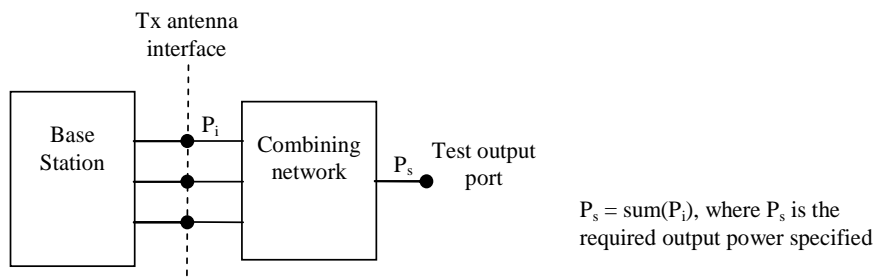 Tx antenna
interface
Base
Station
P_i
Combining
network
P_s
Test output
port
P_s = sum(P_i), where P_s is the
required output power specified